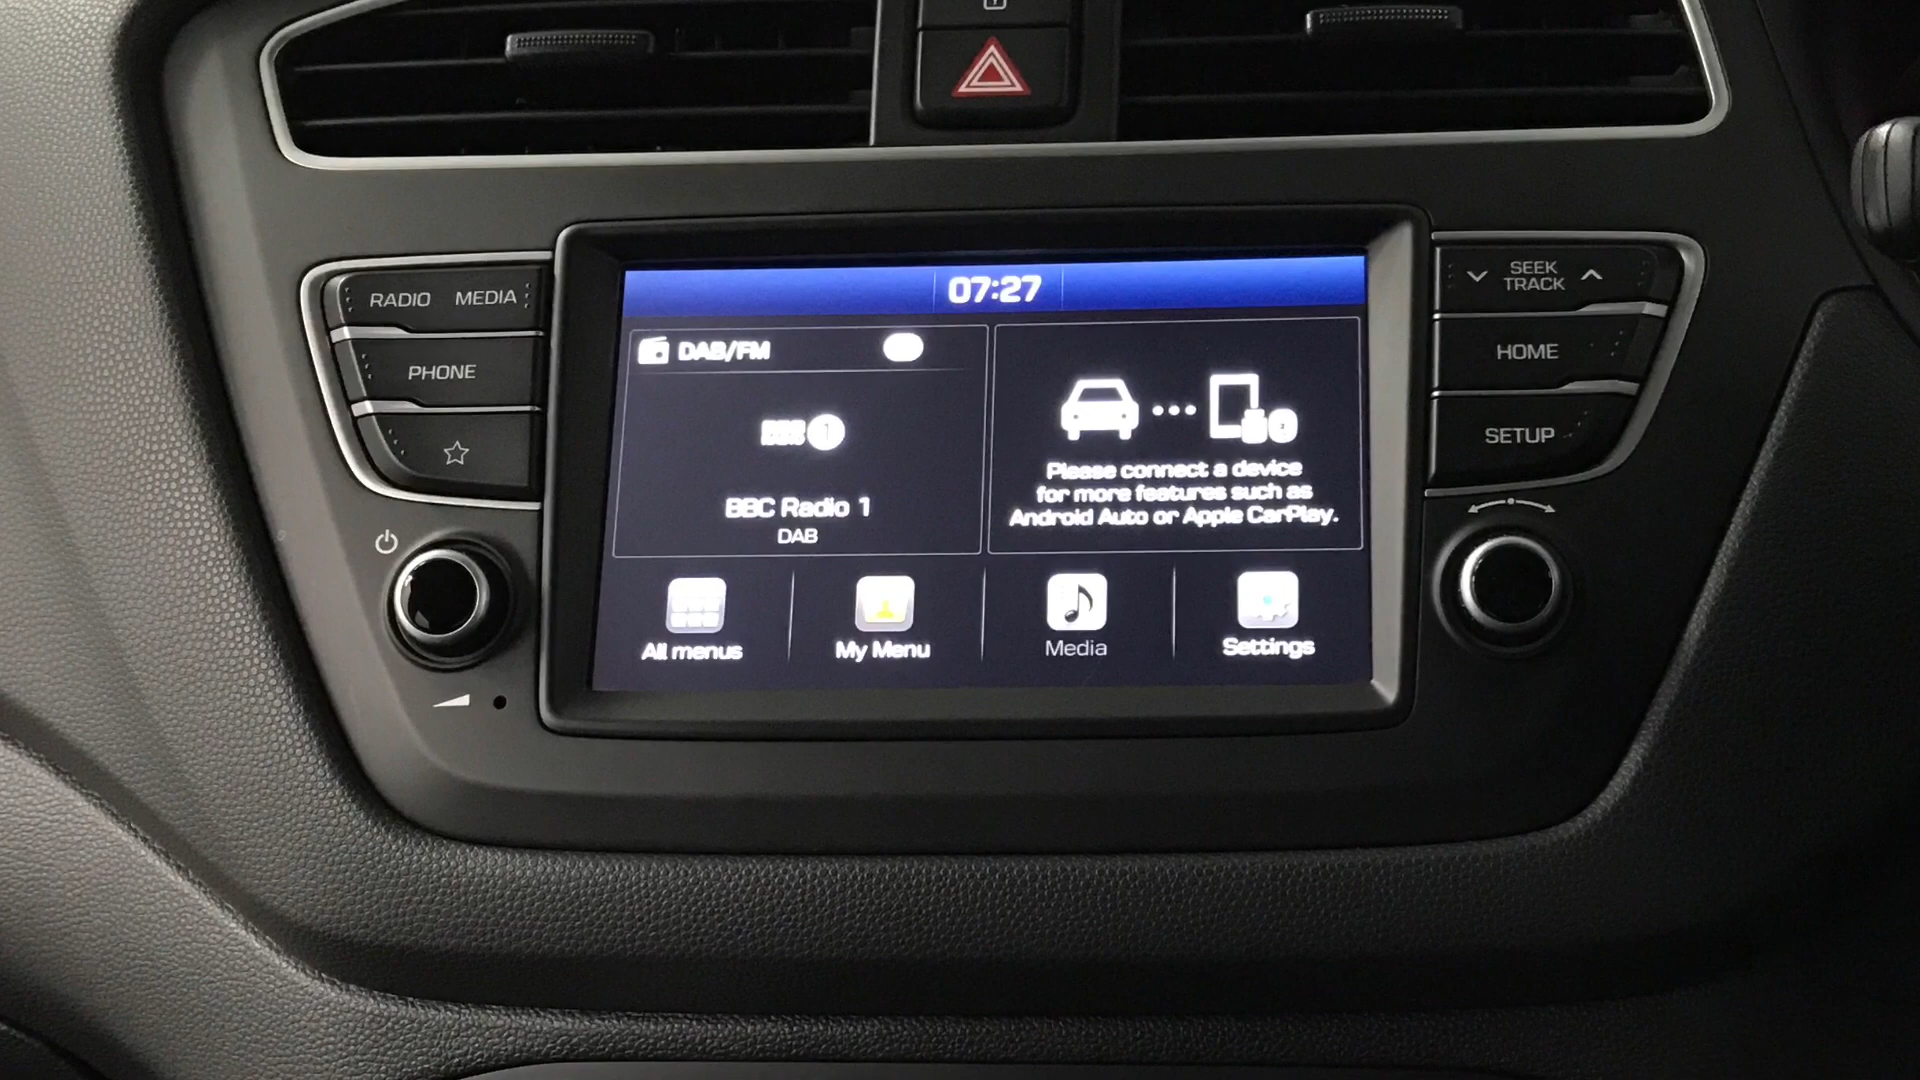 07:27
RADIO MEDIA
PHONE
DAB/FM
1
BBC Radio 1
DAB
Please connect a device
for more features such as
Android Auto or Apple CarPlay.
All menus
My Menu
Media
Settings
SEEK
TRACK
HOME
SETUP